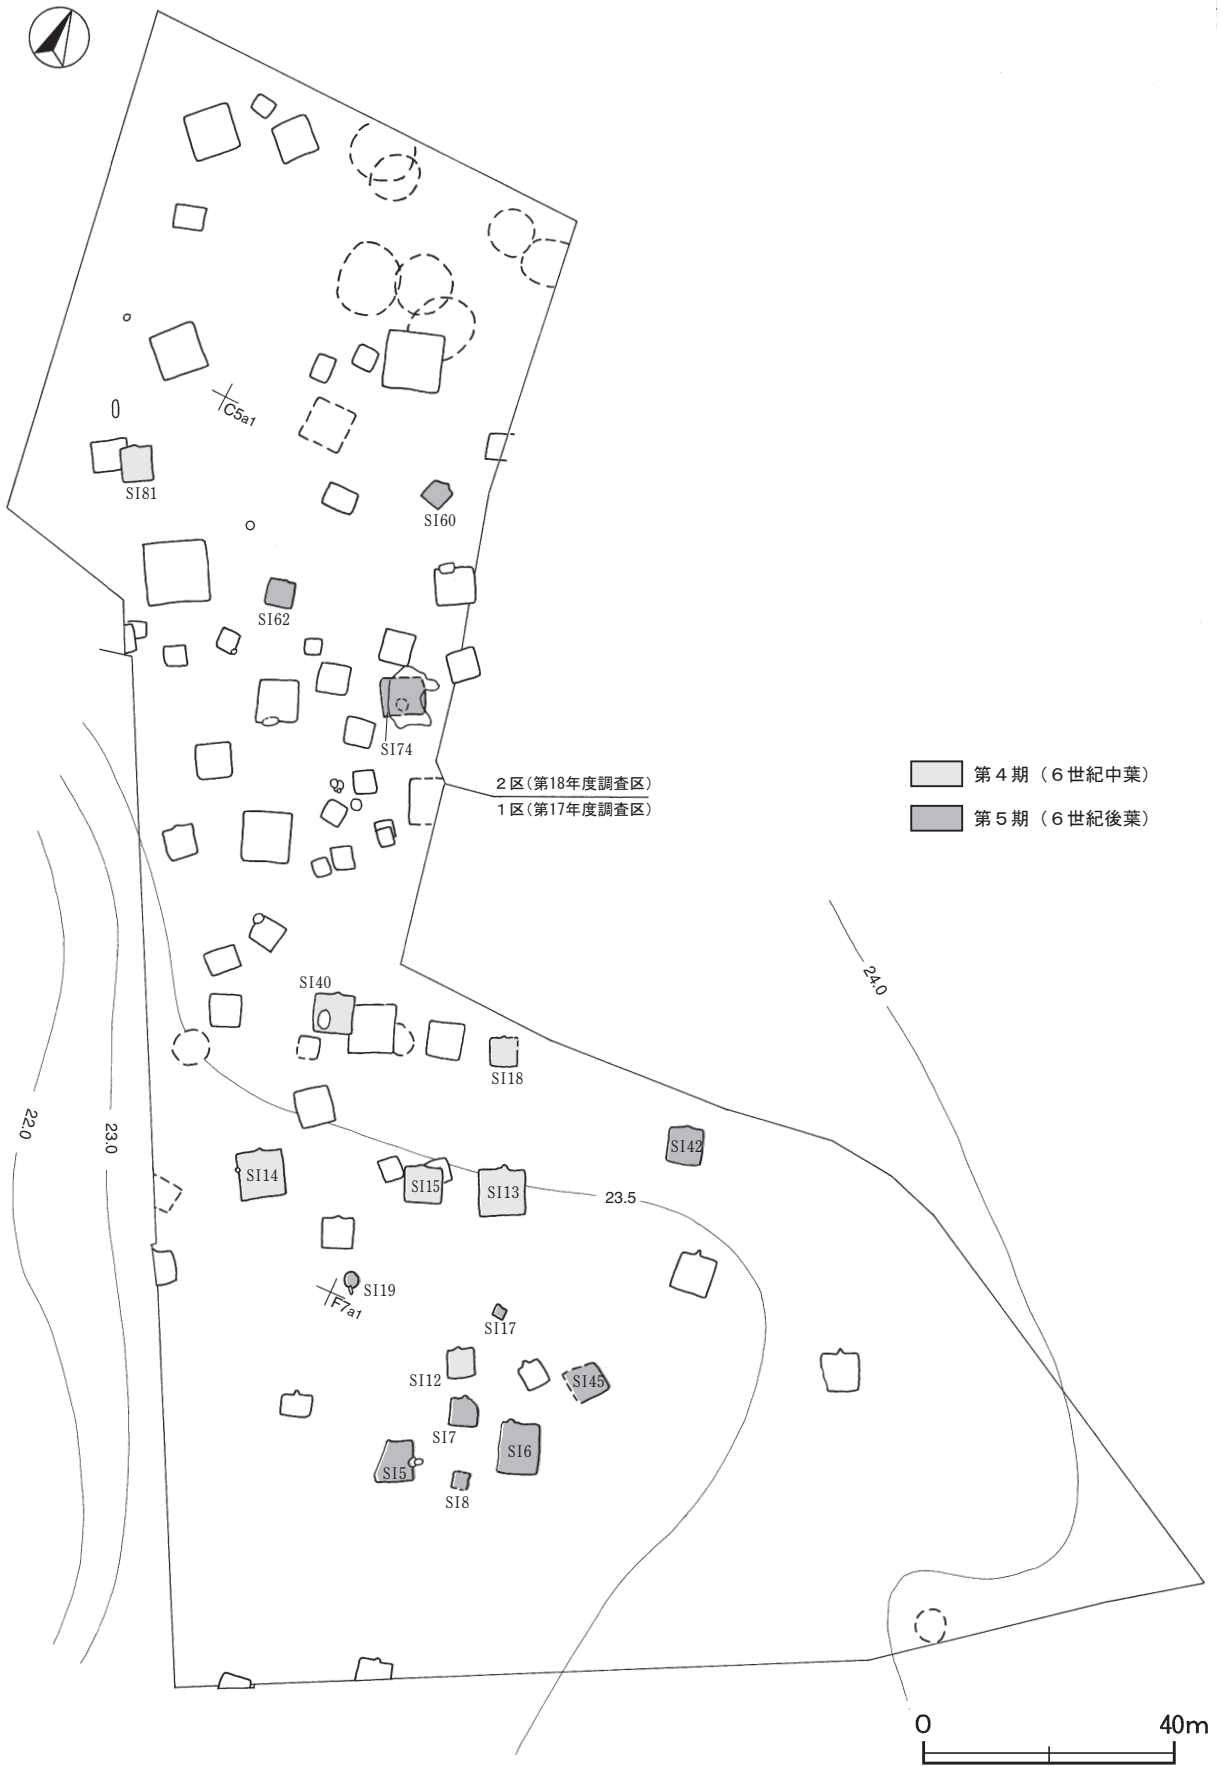 C5a1
SI81
SI60
SI62
SI74
2区(第18年度調査区)
1区(第17年度調査区)
第4期(6世紀中葉)
第5期(6世紀後葉)
24.0
SI40
SI18
22.0
23.0
SI42
SI14
SI15
SI13
23.5
SI19
F7a1
SI17
SI12
SI45
SI7
SI6
SI5
SI8
0
40m